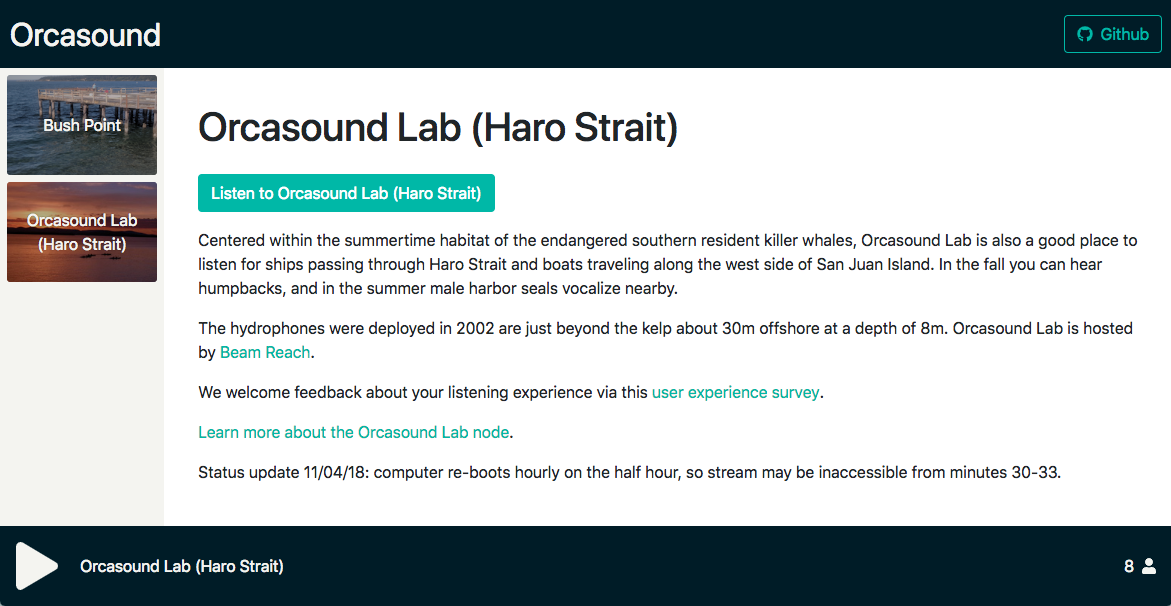 Orcasound
Github
Bush Point
Orcasound Lab
(Haro Strait)
Orcasound Lab (Haro Strait)
Listen to Orcasound Lab (Haro Strait)
Centered within the summertime habitat of the endangered southern resident killer whales, Orcasound Lab is also a good place to
listen for ships passing through Haro Strait and boats traveling along the west side of San Juan Island. In the fall you can hear
humpbacks, and in the summer male harbor seals vocalize nearby.
The hydrophones were deployed in 2002 are just beyond the kelp about 30m offshore at a depth of 8m. Orcasound Lab is hosted
by Beam Reach.
We welcome feedback about your listening experience via this user experience survey.
Learn more about the Orcasound Lab node.
Status update 11/04/18: computer re-boots hourly on the half hour, so stream may be inaccessible from minutes 30-33.
Orcasound Lab (Haro Strait)
8